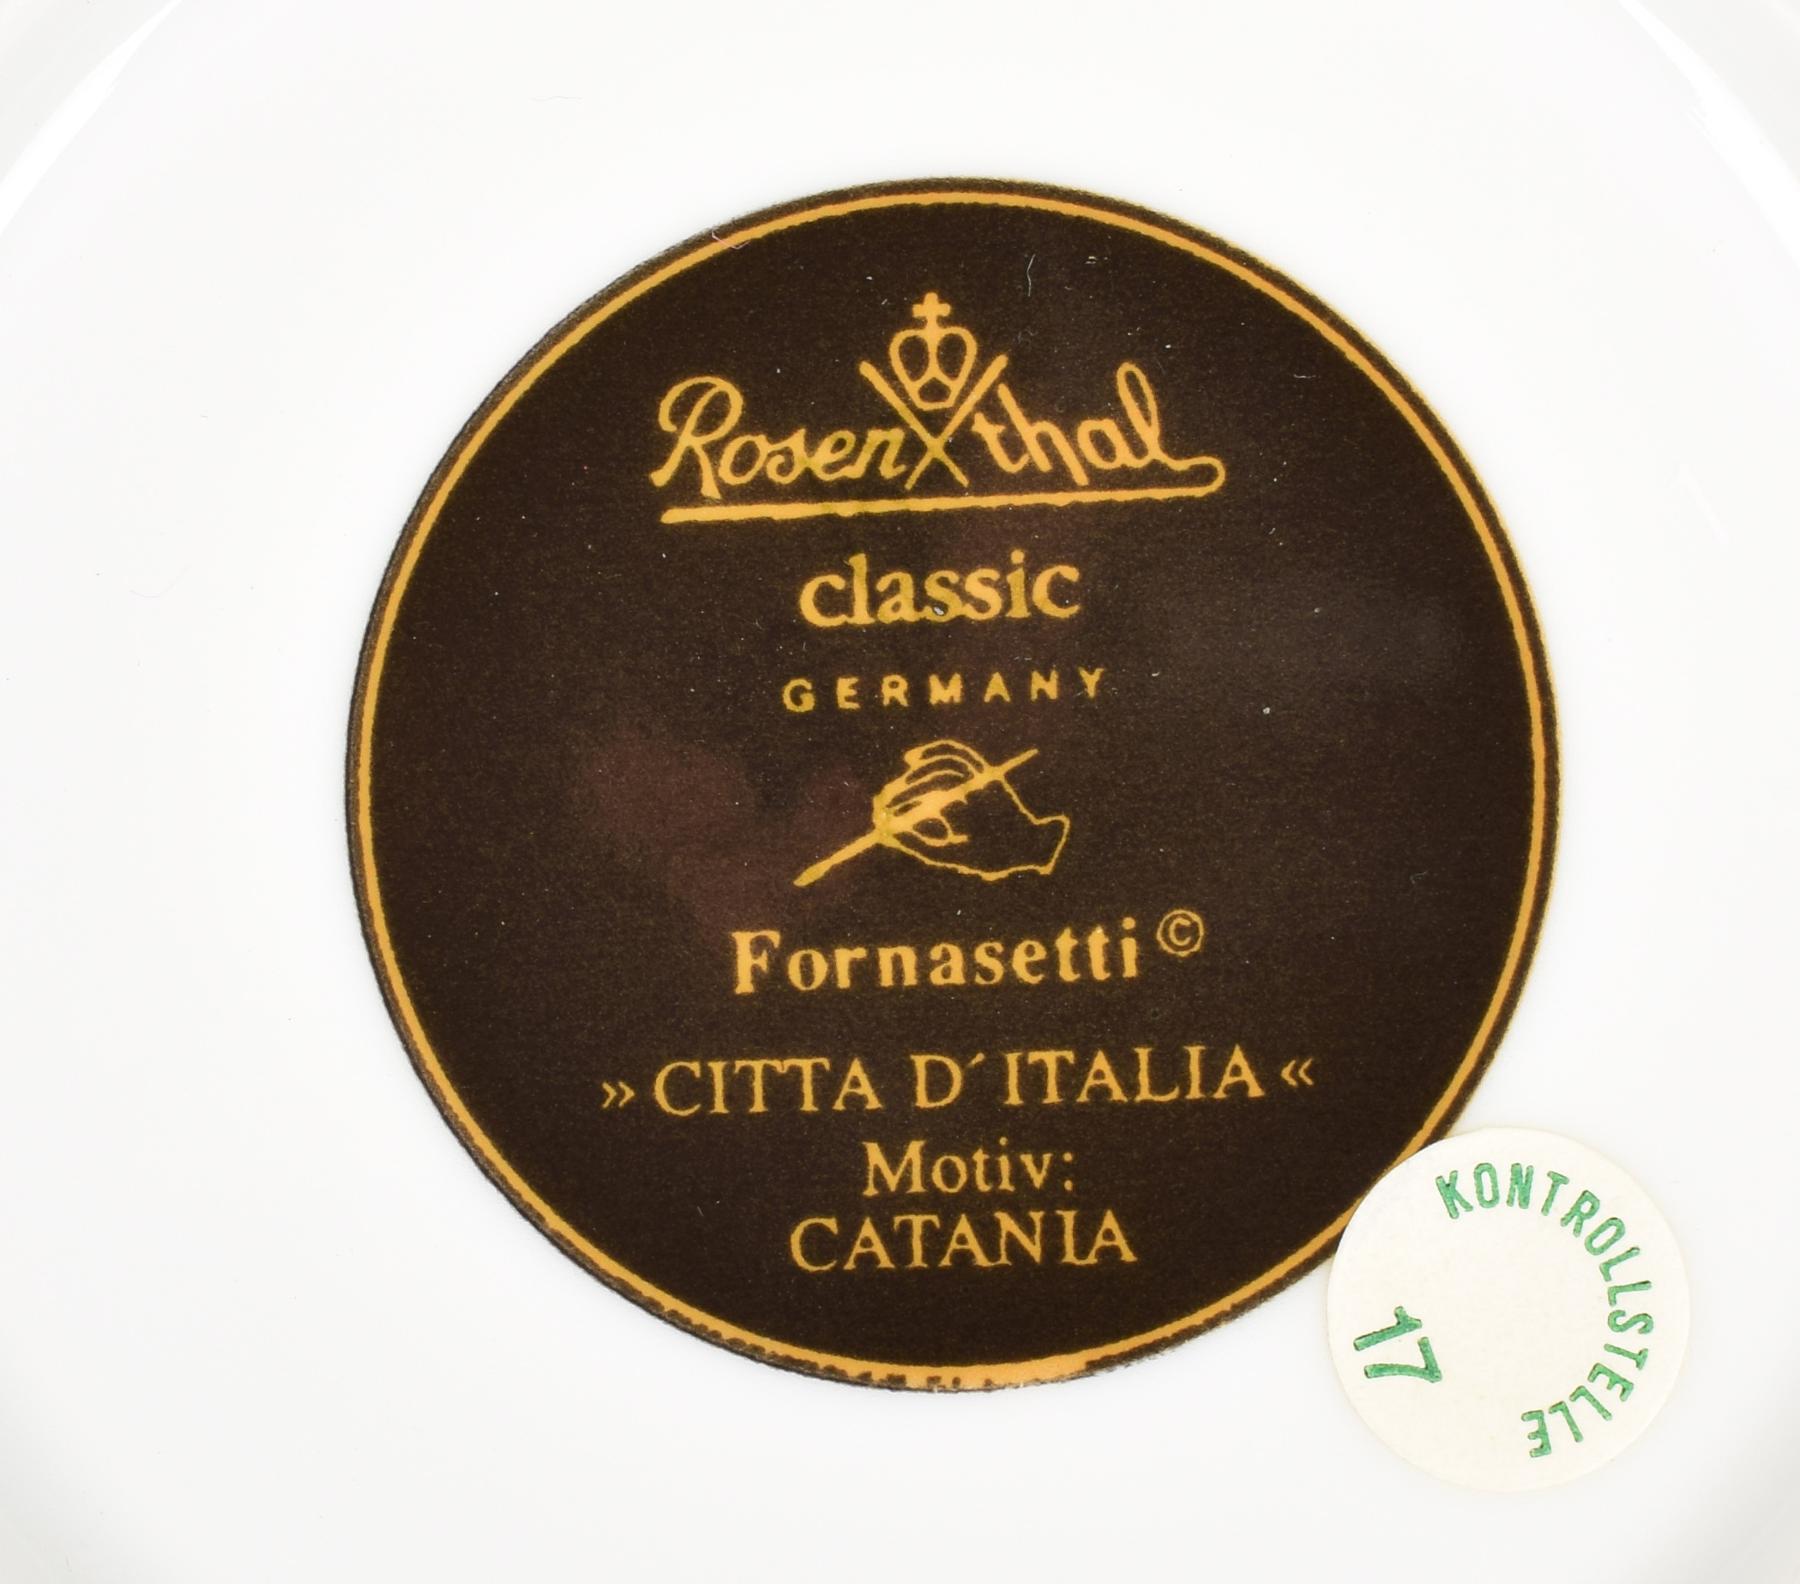 Rosenthal
classic
GERMANY
Fornasetti ©
»CITTA D´ITALIA«
Motiv:
CATANIA
KONTROLLSTELLE
17